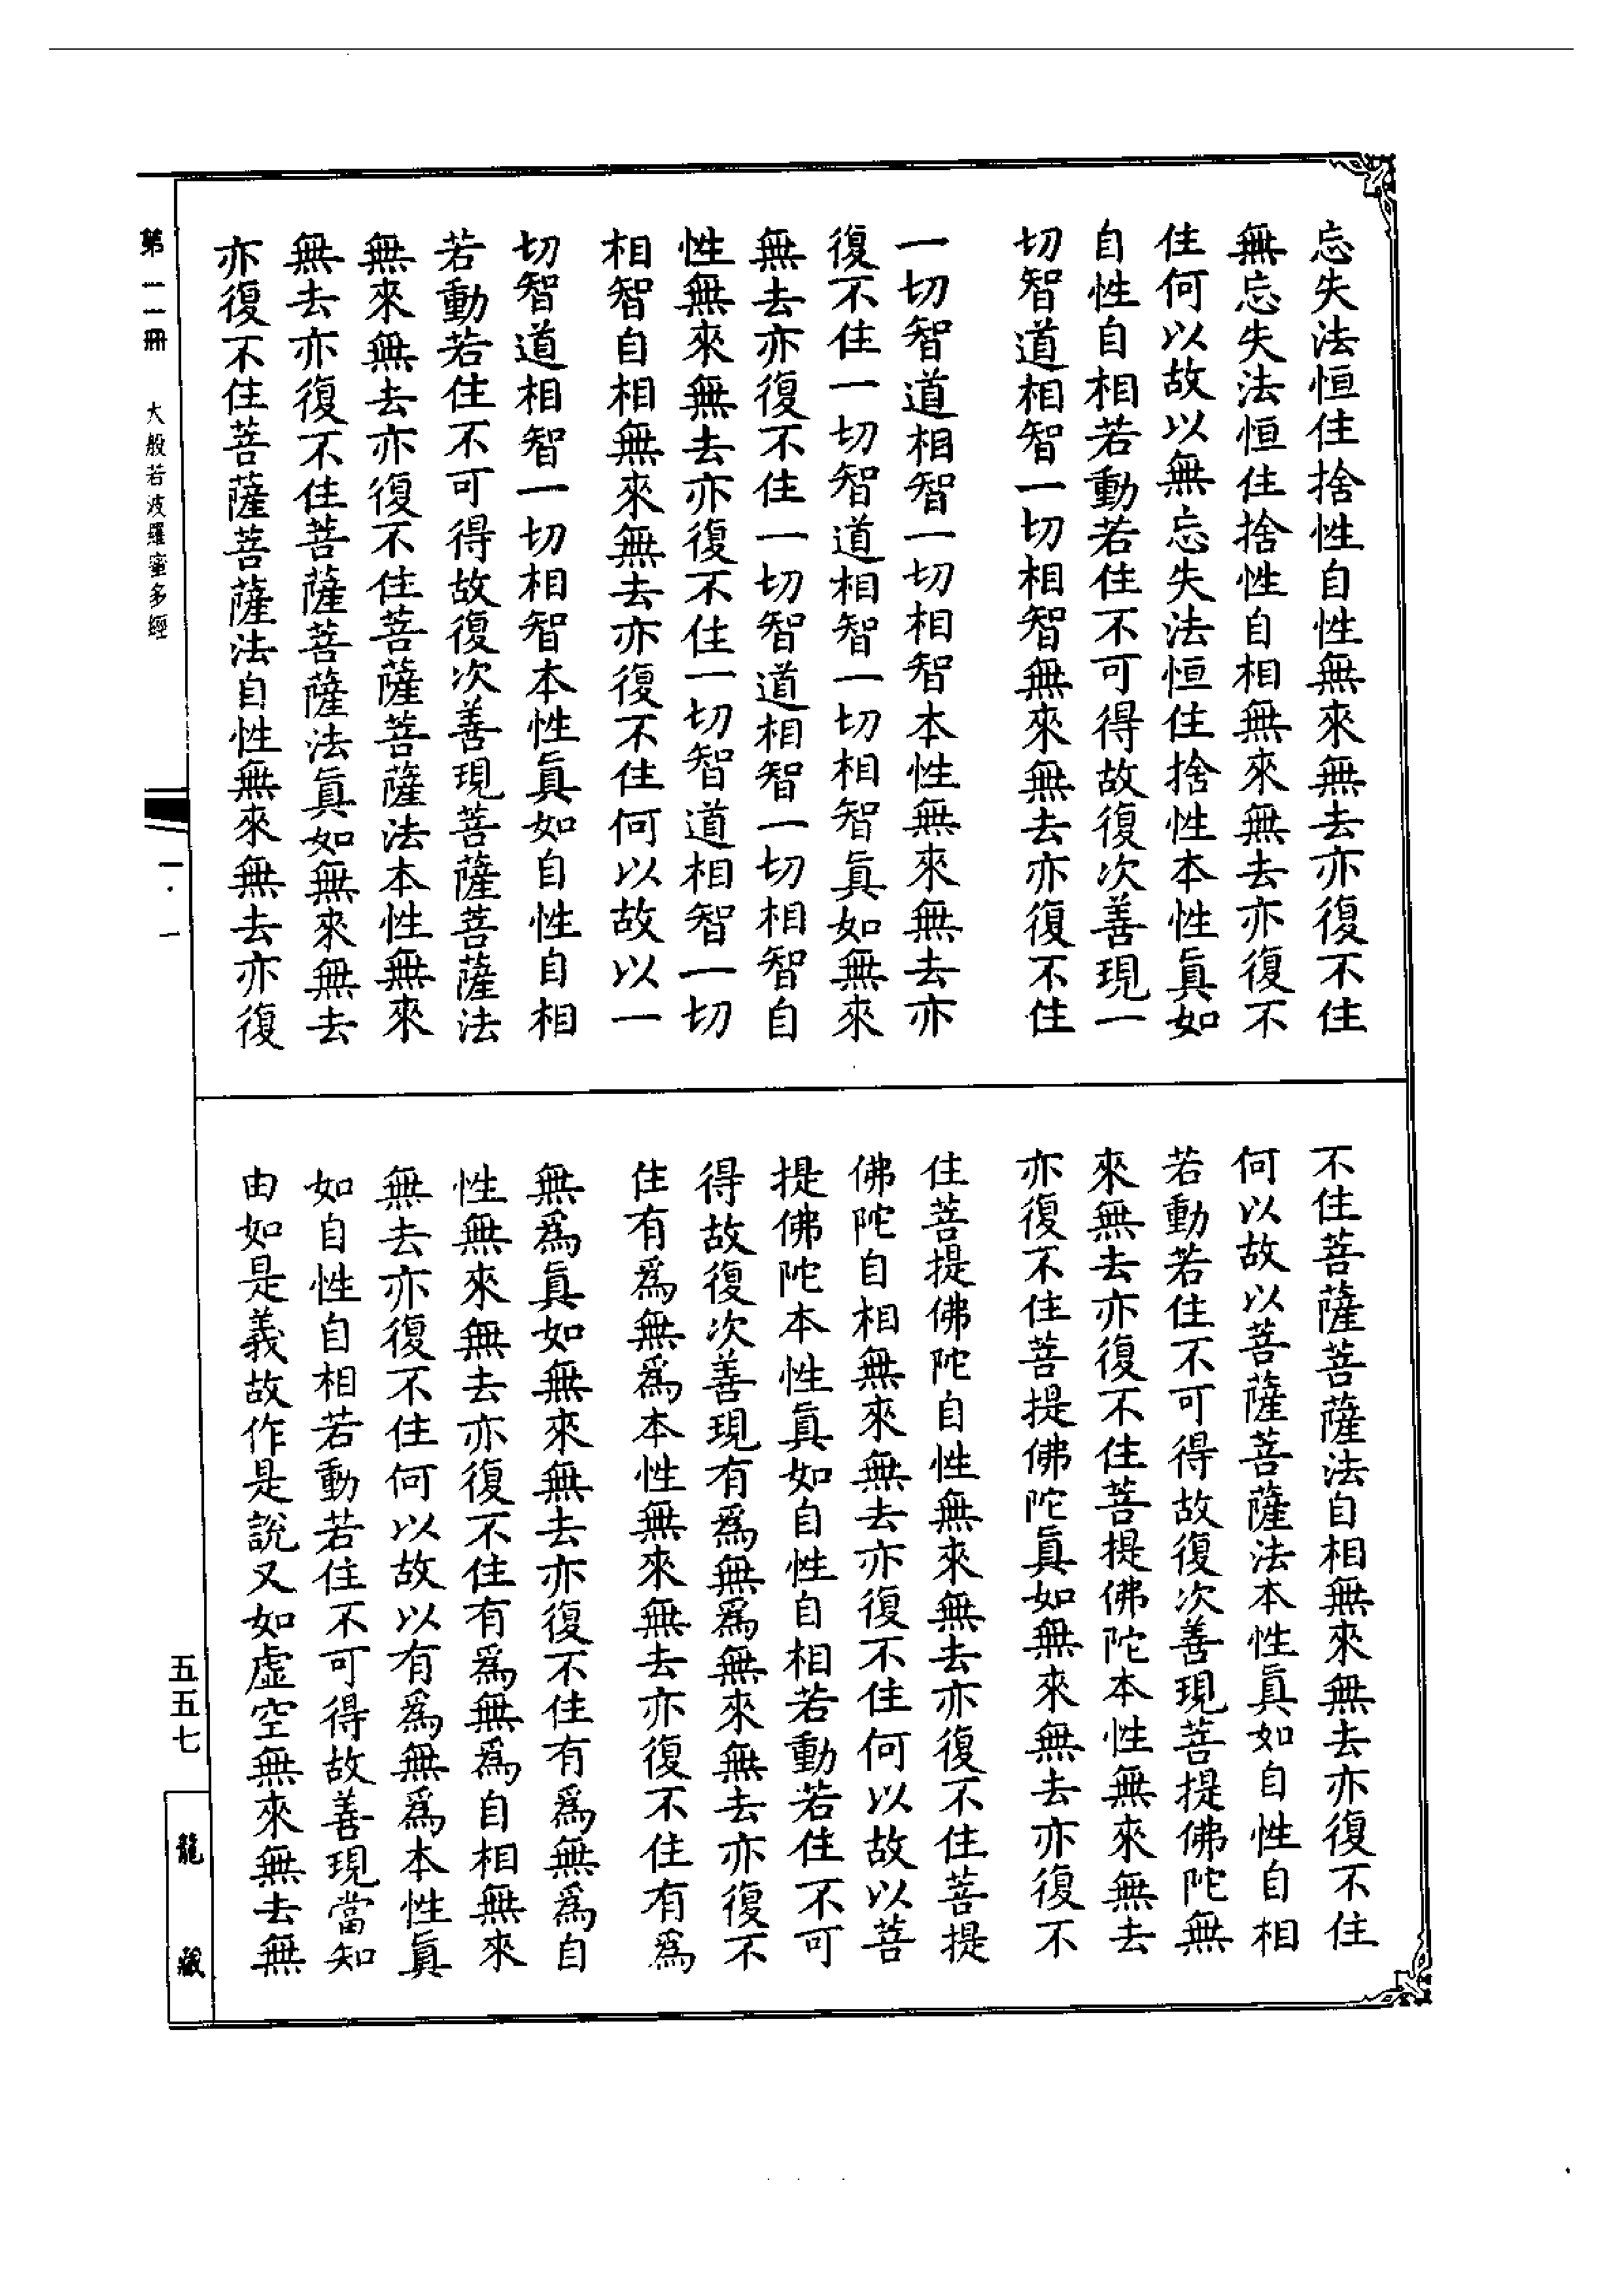 忘失法恒住捨性自性無來無去亦復不住
無忘失法恒住捨性自相無來無去亦復不
住何以故以無忘失法恒住捨性本性眞如
自性自相若動若住不可得故復次善現一
切智道相智一切相智無來無去亦復不住
一切智道相智一切相智本性無來無去亦
復不住一切智道相智一切相智眞如無來
無去亦復不住一切智道相智一切相智自
性無來無去亦復不住一切智道相智一切
相智自相無來無去亦復不住何以故以一
切智道相智一切相智本性眞如自性自相
若動若住不可得故復次善現菩薩菩薩法
無來無去亦復不住菩薩菩薩法本性無來
無去亦復不住菩薩菩薩法眞如無來無去
亦復不住菩薩菩薩法自性無來無去亦復
不住菩薩菩薩法自相無來無去亦復不住
何以故以菩薩菩薩法本性眞如自性自相
若動若住不可得故復次善現菩提佛陀無
來無去亦復不住菩提佛陀本性無來無去
亦復不住菩提佛陀眞如無來無去亦復不
住菩提佛陀自性無來無去亦復不住菩提
佛陀自相無來無去亦復不住何以故以菩
提佛陀本性眞如自性自相若動若住不可
得故復次善現有爲無爲無來無去亦復不
住有爲無爲本性無來無去亦復不住有爲
無爲眞如無來無去亦復不住有爲無爲自
性無來無去亦復不住有爲無爲自相無來
無去亦復不住何以故以有爲無爲本性眞
如自性自相若動若住不可得故善現當知
由如是義故作是說又如虛空無來無去無
第一一冊 大般若波羅蜜多經
一·一
五五七
龍藏